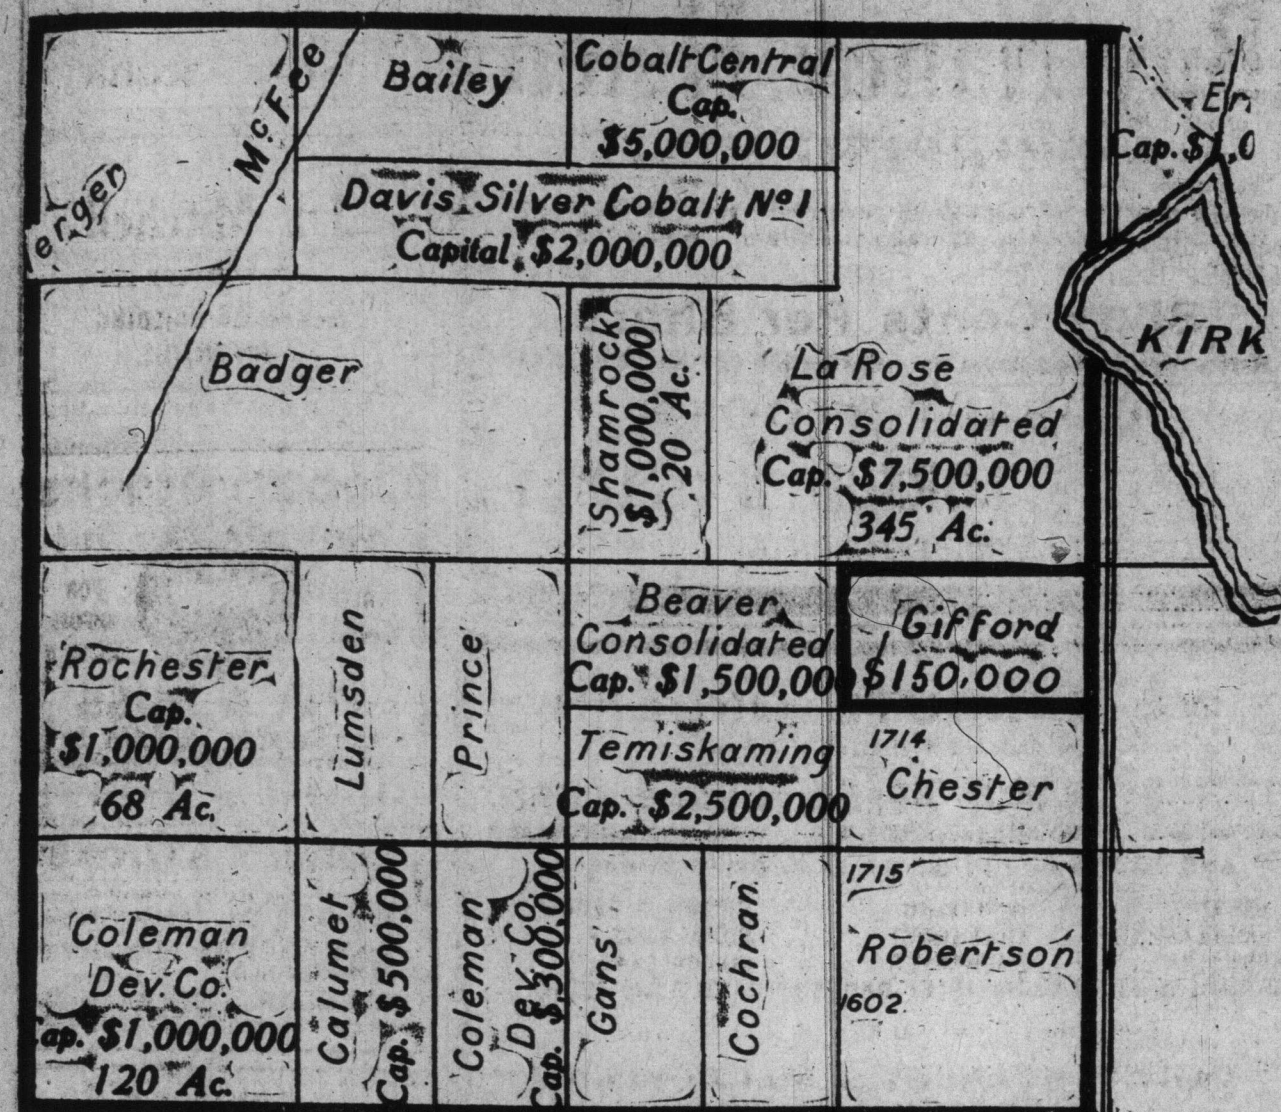 erger
McFee
Bailey
Cobalt Central
Cap.
$5,000,000
Davis Silver Cobalt No 1
Capital $2,000,000
Cap. $
KIRK
Badger
Shamrock
$1,000,000
20 Ac.
La Rose
Consolidated
Cap. $7,500,000
345 Ac.
Rochester
Cap.
$1,000,000
68 Ac.
Lumsden
Prince
Beaver
Consolidated
Cap. $1,500,000
Gifford
$150,000
Temiskaming
Cap. $2,500,000
1714
Chester
Coleman
Dev. Co.
ap. $1,000,000
120 Ac.
Calumet
Cap. $500,000
Coleman
Dev. Co.
Cap. $300,000
Gans
Cochran
1715
Robertson
1602